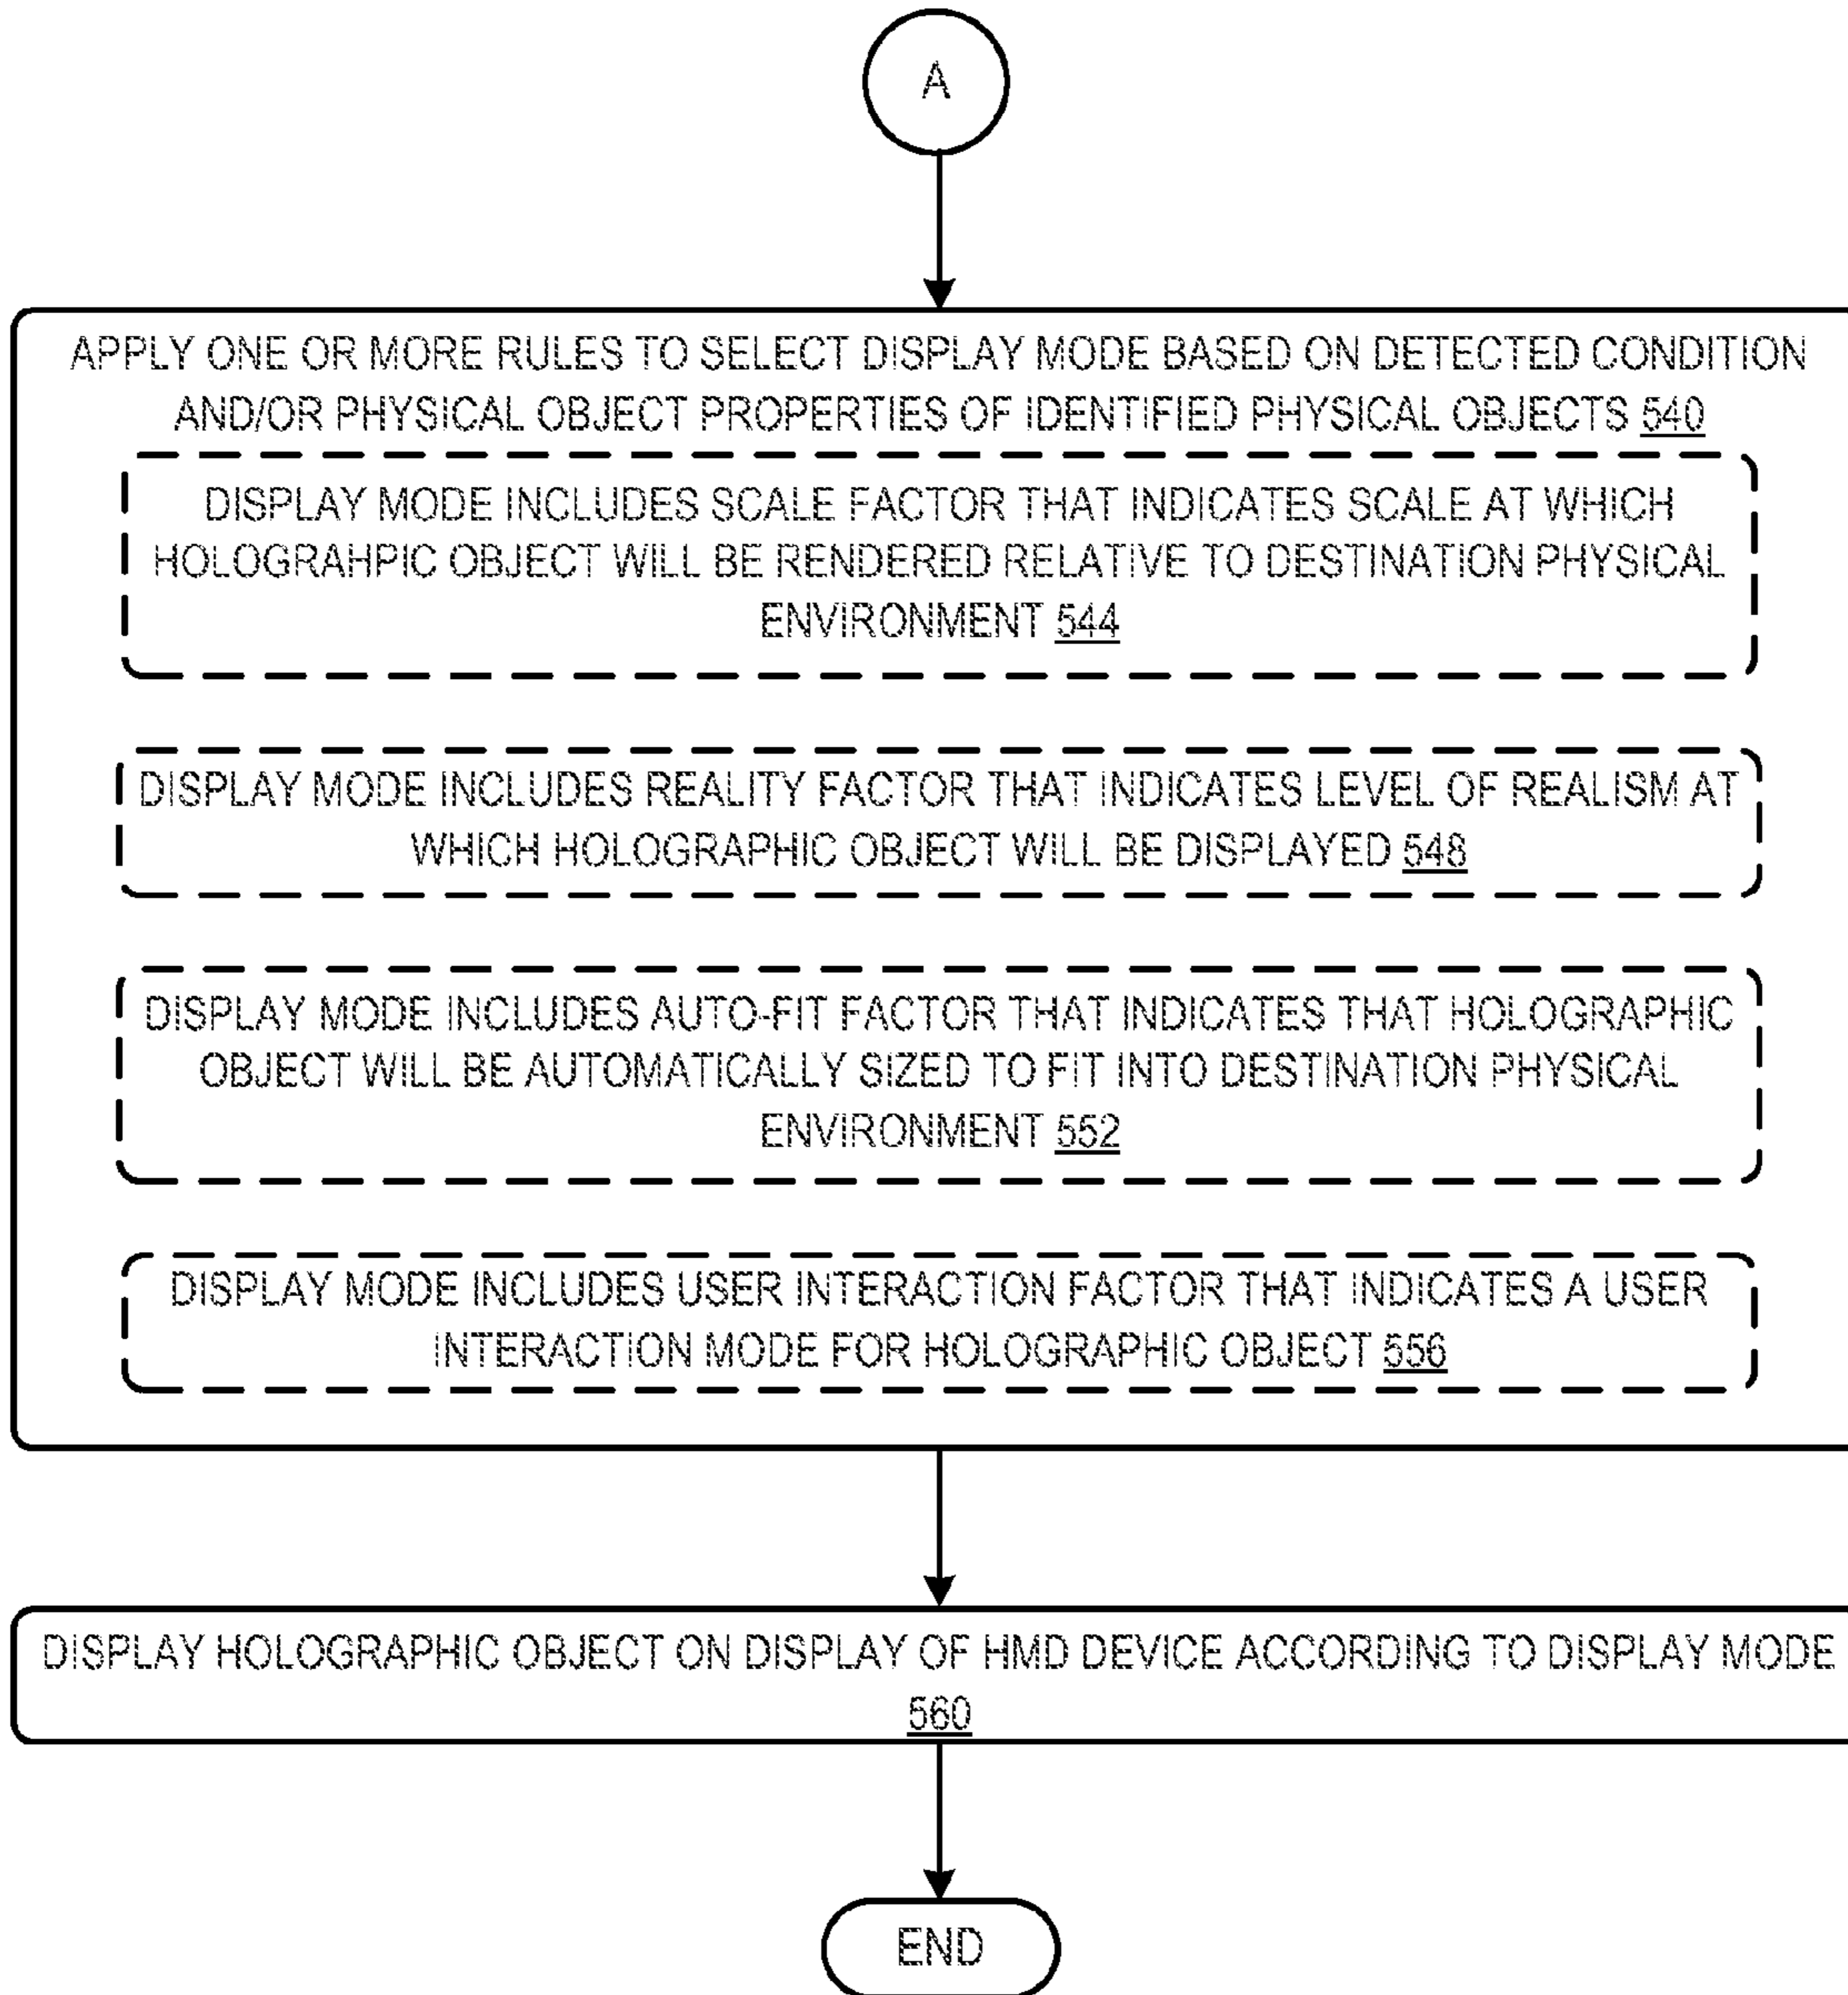 A
APPLY ONE OR MORE RULES TO SELECT DISPLAY MODE BASED ON DETECTED CONDITION
AND/OR PHYSICAL OBJECT PROPERTIES OF IDENTIFIED PHYSICAL OBJECTS 540
DISPLAY MODE INCLUDES SCALE FACTOR THAT INDICATES SCALE AT WHICH
HOLOGRAHPIC OBJECT WILL BE RENDERED RELATIVE TO DESTINATION PHYSICAL
ENVIRONMENT 544
DISPLAY MODE INCLUDES REALITY FACTOR THAT INDICATES LEVEL OF REALISM AT
WHICH HOLOGRAPHIC OBJECT WILL BE DISPLAYED 548
DISPLAY MODE INCLUDES AUTO-FIT FACTOR THAT INDICATES THAT HOLOGRAPHIC
OBJECT WILL BE AUTOMATICALLY SIZED TO FIT INTO DESTINATION PHYSICAL
ENVIRONMENT 552
DISPLAY MODE INCLUDES USER INTERACTION FACTOR THAT INDICATES A USER
INTERACTION MODE FOR HOLOGRAPHIC OBJECT 556
DISPLAY HOLOGRAPHIC OBJECT ON DISPLAY OF HMD DEVICE ACCORDING TO DISPLAY MODE
560
END